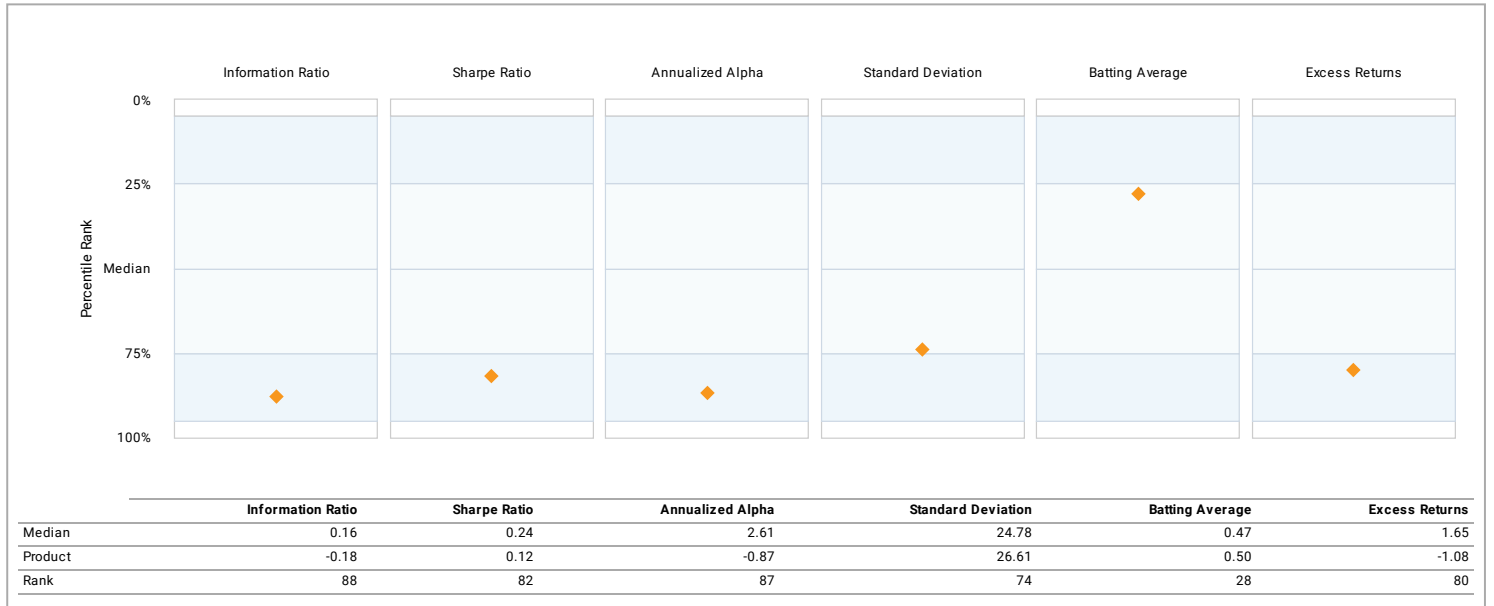 Information Ratio Sharpe Ratio Annualized Alpha Standard Deviation Batting Average Excess Returns
0%
25%
Median
75%
100%
Percentile Rank
Information Ratio Sharpe Ratio Annualized Alpha Standard Deviation Batting Average Excess Returns
Median 0.16 0.24 2.61 24.78 0.47 1.65
Product -0.18 0.12 -0.87 26.61 0.50 -1.08
Rank 88 82 87 74 28 80